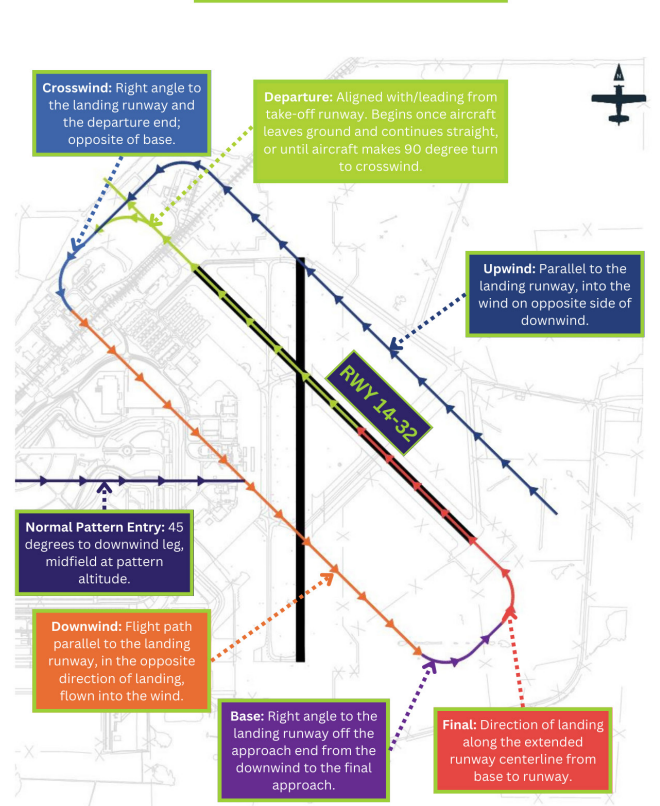 N
Crosswind: Right angle to
the landing runway and
the departure end;
opposite of base.
Departure: Aligned with/leading from
take-off runway. Begins once aircraft
leaves ground and continues straight,
or until aircraft makes 90 degree turn
to crosswind.
Upwind: Parallel to the
landing runway, into the
wind on opposite side of
downwind.
RWY 14-32
Normal Pattern Entry: 45
degrees to downwind leg,
midfield at pattern
altitude.
Downwind: Flight path
parallel to the landing
runway, in the opposite
direction of landing,
flown into the wind.
Base: Right angle to the
landing runway off the
approach end from the
downwind to the final
approach.
Final: Direction of landing
along the extended
runway centerline from
base to runway.